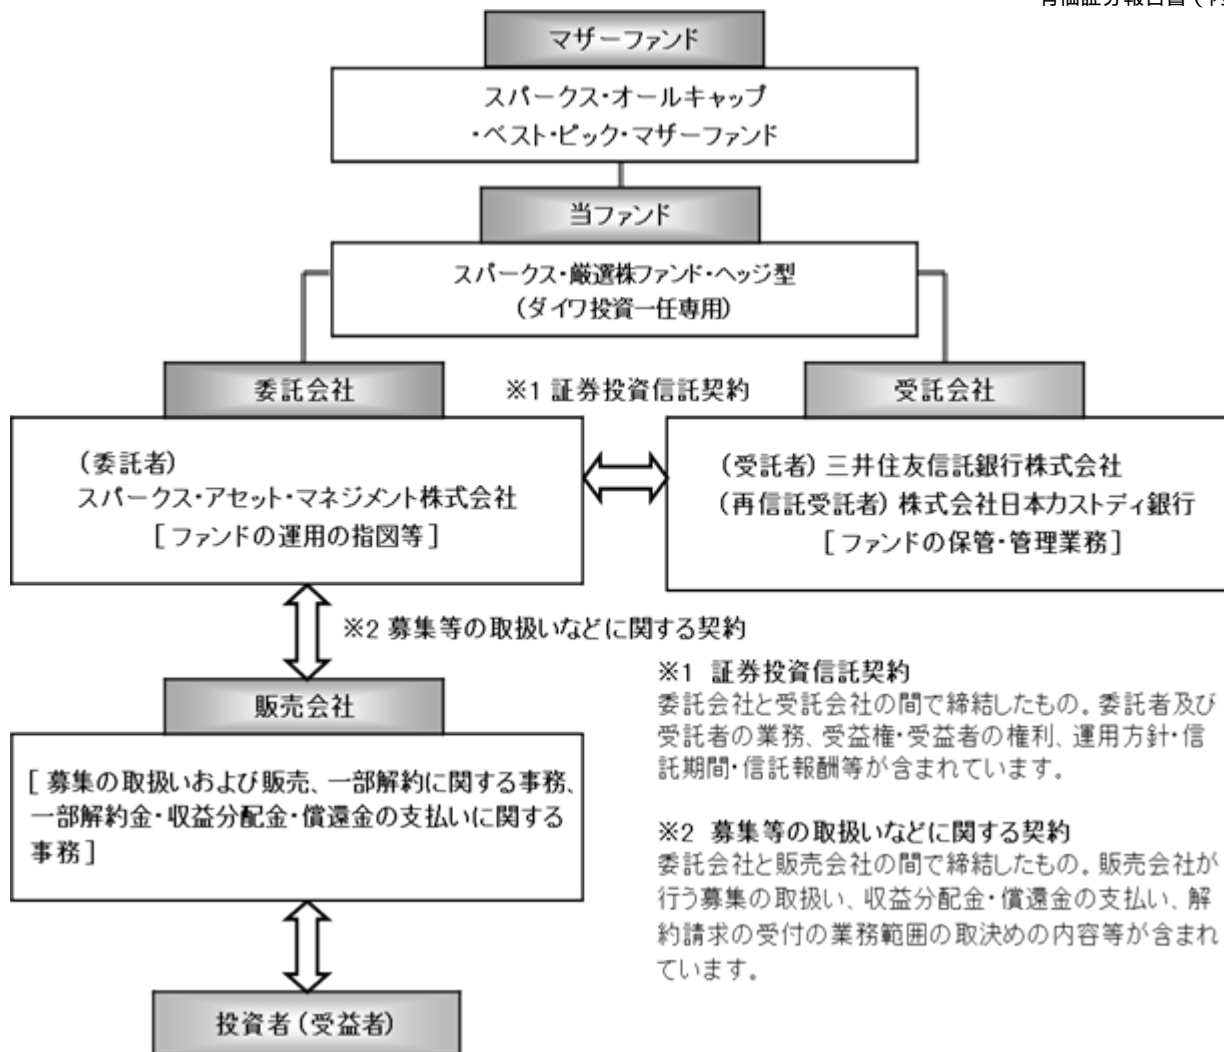 マザーファンド
スパークス・オールキャップ
・ベスト・ピック・マザーファンド
当ファンド
スパークス・厳選株ファンド・ヘッジ型
(ダイワ投資一任専用)
委託会社
※1 証券投資信託契約
受託会社
(委託者)
スパークス・アセット・マネジメント株式会社
[ファンドの運用の指図等]
(受託者) 三井住友信託銀行株式会社
(再信託受託者) 株式会社日本カストディ銀行
[ファンドの保管・管理業務]
※2 募集等の取扱いなどに関する契約
販売会社
[募集の取扱いおよび販売、一部解約に関する事務、
一部解約金・収益分配金・償還金の支払いに関する
事務]
投資者(受益者)
※1 証券投資信託契約
委託会社と受託会社の間で締結したもの。委託者及び
受託者の業務、受益権・受益者の権利、運用方針・信
託期間・信託報酬等が含まれています。
※2 募集等の取扱いなどに関する契約
委託会社と販売会社の間で締結したもの。販売会社が
行う募集の取扱い、収益分配金・償還金の支払い、解
約請求の受付の業務範囲の取決めの内容等が含まれ
ています。